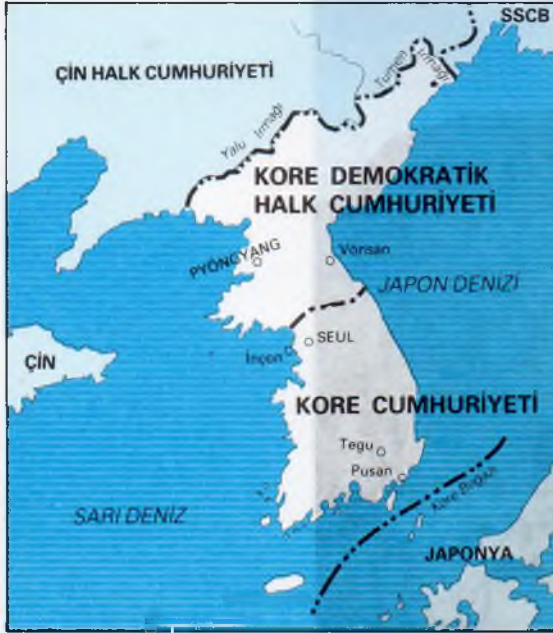 SSCB
ÇİN HALK CUMHURİYETİ
Tumen Irmağı
Yalu Irmağı
KORE DEMOKRATİK
HALK CUMHURİYETİ
PYÖNGYANG
Vonsan
JAPON DENİZİ
SEUL
İnçon
ÇİN
KORE CUMHURİYETİ
Tegu
Pusan
Kore Boğazı
SARI DENİZ
JAPONYA